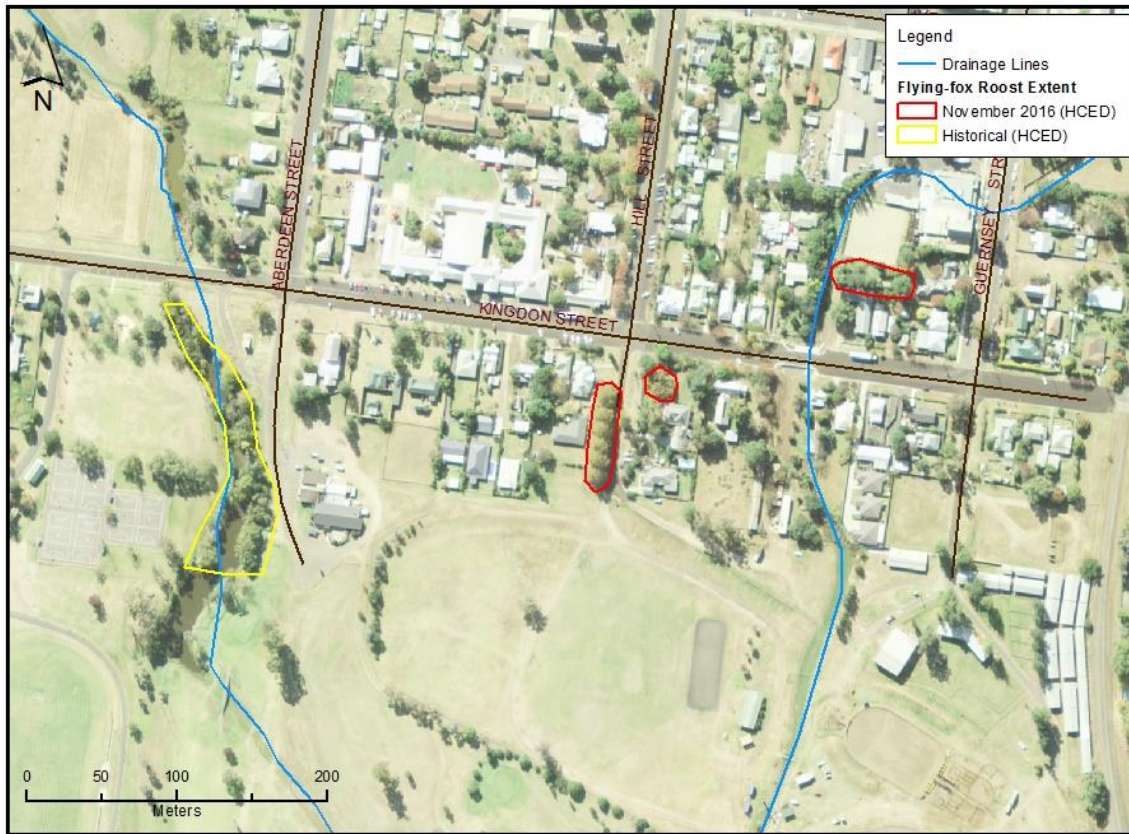 Legend
Drainage Lines
Flying-fox Roost Extent
November 2016 (HCED)
Historical (HCED)
N
ABERDEEN STREET
HILL STREET
GUERNSEY STR
KINGDON STREET
0 50 100 200
Meters